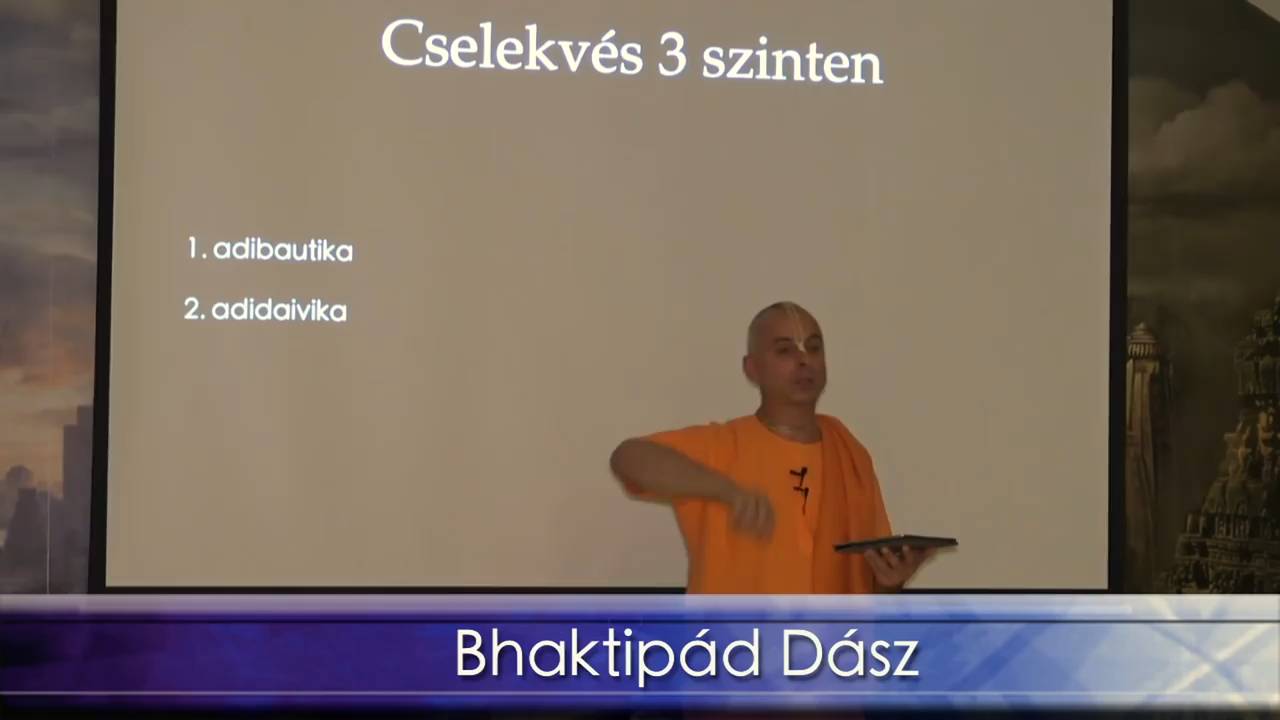 Cselekvés 3 szinten
1. adibautika
2. adidaivika
Bhaktipád Dász